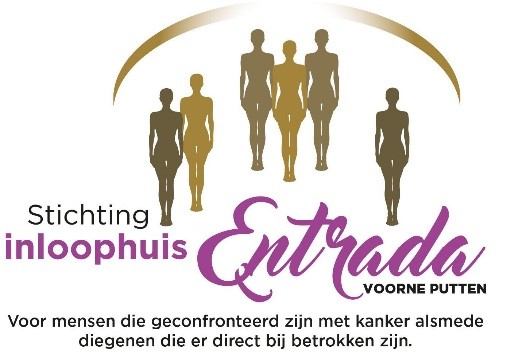 Stichting
inloophuis Entrada
VOORNE PUTTEN
Voor mensen die geconfronteerd zijn met kanker alsmede
diegenen die er direct bij betrokken zijn.